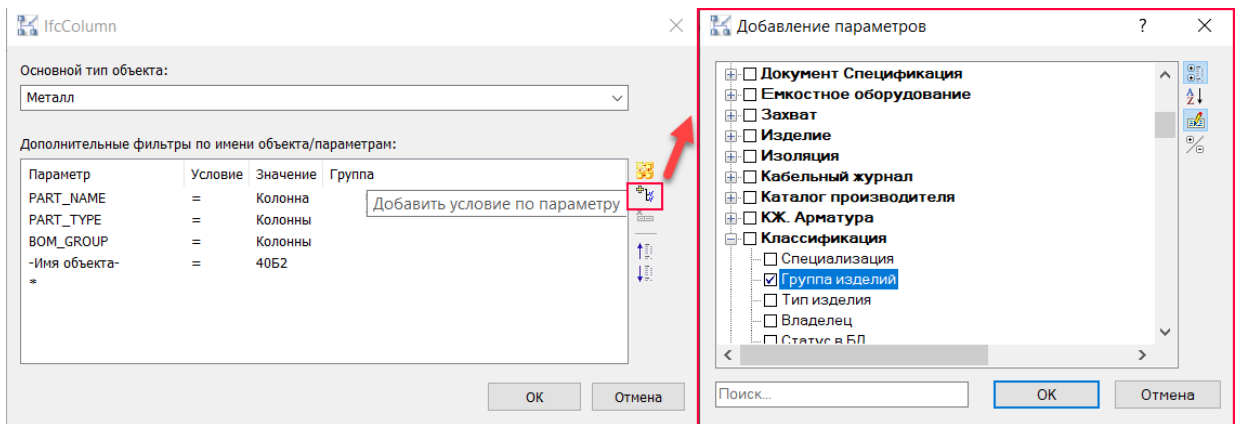 IfcColumn
Основной тип объекта:
Металл
Дополнительные фильтры по имени объекта/параметрам:
Параметр Условие Значение Группа
PART_NAME = Колонна
Добавить условие по параметру
PART_TYPE = Колонны
BOM_GROUP = Колонны
-Имя объекта- = 40Б2
*
OK Отмена
Добавление параметров ?
Документ Спецификация
Емкостное оборудование
Захват
Изделие
Изоляция
Кабельный журнал
Каталог производителя
КЖ. Арматура
Классификация
Специализация
Группа изделий
Тип изделия
Владелец
Статус в БД
Поиск...
OK Отмена